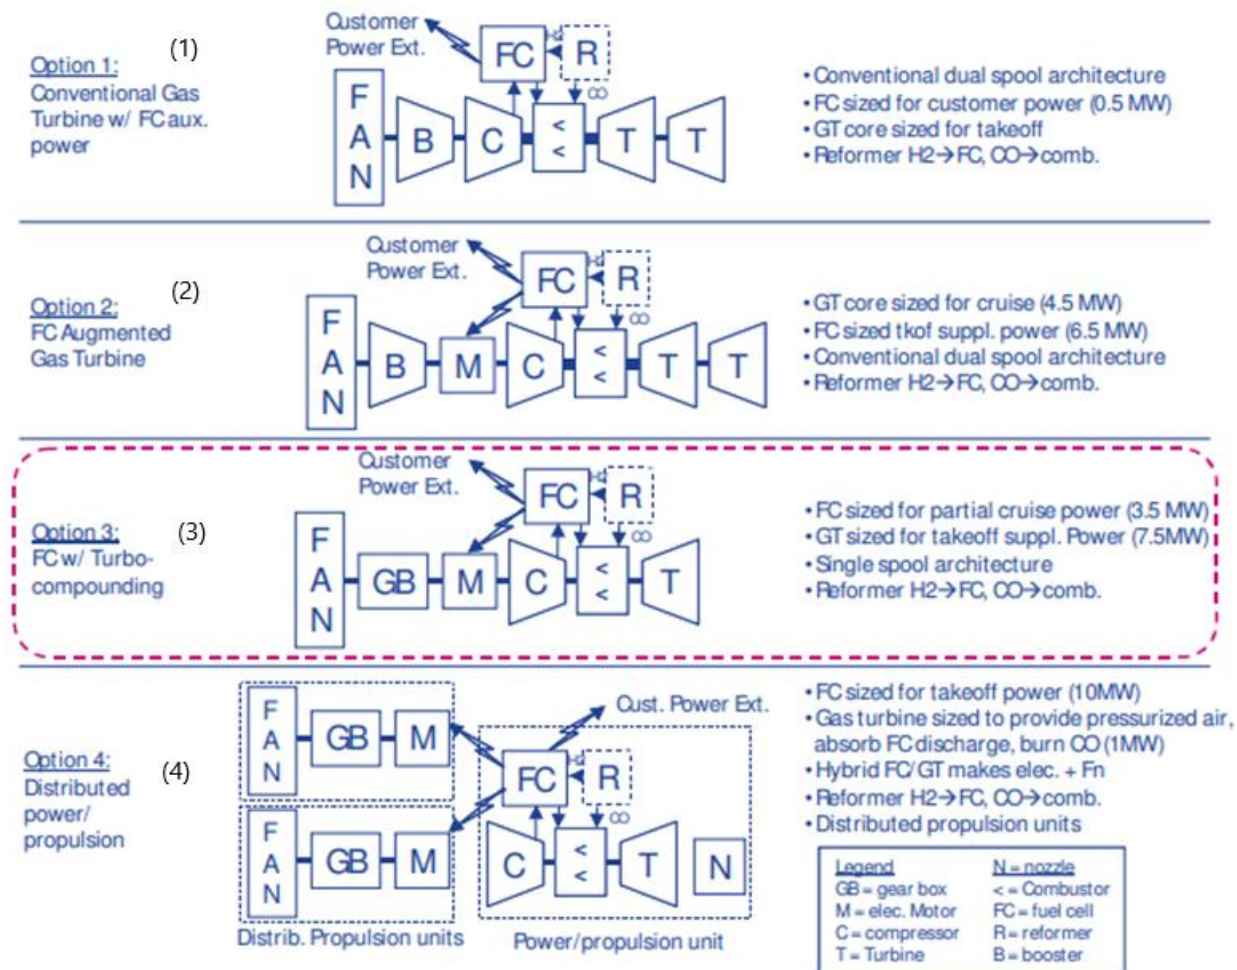 Option 1:
(1)
Conventional Gas
Turbine w/ FC aux.
power
Customer
Power Ext.
FC
H2
R
CO
F
A
N
B
C
<
<
T
T
•Conventional dual spool architecture
•FC sized for customer power (0.5 MW)
•GT core sized for takeoff
•Reformer H2→FC, CO→comb.
Option 2:
(2)
FC Augmented
Gas Turbine
Customer
Power Ext.
FC
H2
R
CO
F
A
N
B
M
C
<
<
T
T
•GT core sized for cruise (4.5 MW)
•FC sized tkof suppl. power (6.5 MW)
•Conventional dual spool architecture
•Reformer H2→FC, CO→comb.
Option 3:
(3)
FC w/ Turbo-
compounding
Customer
Power Ext.
FC
H2
R
CO
F
A
N
GB
M
C
<
<
T
•FC sized for partial cruise power (3.5 MW)
•GT sized for takeoff suppl. Power (7.5MW)
•Single spool architecture
•Reformer H2→FC, CO→comb.
Option 4:
(4)
Distributed
power/
propulsion
F
A
N
GB
M
F
A
N
GB
M
Distrib. Propulsion units
Cust. Power Ext.
FC
H2
R
CO
C
<
<
T
N
Power/propulsion unit
•FC sized for takeoff power (10MW)
•Gas turbine sized to provide pressurized air,
absorb FC discharge, burn CO (1MW)
•Hybrid FC/GT makes elec. + Fn
•Reformer H2→FC, CO→comb.
•Distributed propulsion units
Legend
GB = gear box
M = elec. Motor
C = compressor
T = Turbine
N = nozzle
< = Combustor
FC = fuel cell
R = reformer
B = booster